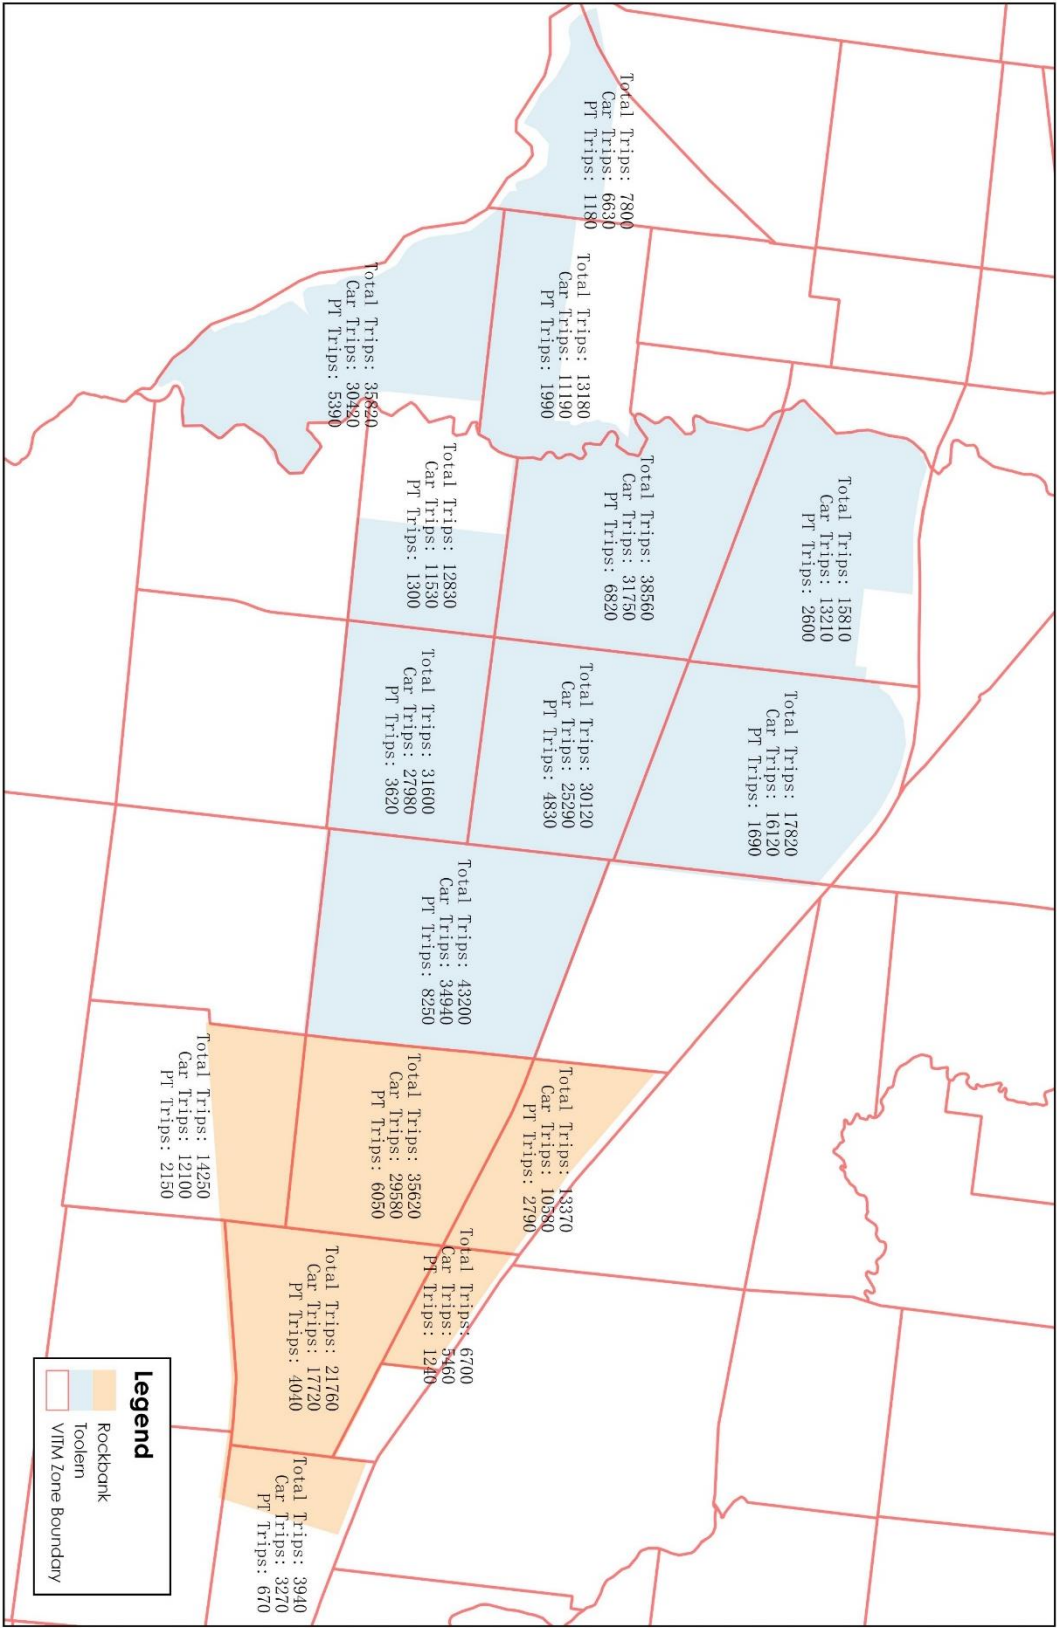 Total Trips: 15810
Car Trips: 13210
PT Trips: 2600
Total Trips: 17820
Car Trips: 16120
PT Trips: 1690
Total Trips: 38560
Car Trips: 31750
PT Trips: 6820
Total Trips: 7800
Car Trips: 6630
PT Trips: 1180
Total Trips: 13180
Car Trips: 11190
PT Trips: 1990
Total Trips: 30120
Car Trips: 25290
PT Trips: 4830
Total Trips: 13370
Car Trips: 10580
PT Trips: 2790
Total Trips: 6700
Car Trips: 5460
PT Trips: 1240
Total Trips: 43200
Car Trips: 34940
PT Trips: 8250
Total Trips: 12830
Car Trips: 11530
PT Trips: 1300
Total Trips: 31600
Car Trips: 27980
PT Trips: 3620
Total Trips: 35620
Car Trips: 29580
PT Trips: 6050
Total Trips: 35820
Car Trips: 30420
PT Trips: 5390
Total Trips: 21760
Car Trips: 17720
PT Trips: 4040
Total Trips: 3940
Car Trips: 3270
PT Trips: 670
Total Trips: 14250
Car Trips: 12100
PT Trips: 2150
Legend
Rockbank
Toolern
VITM Zone Boundary